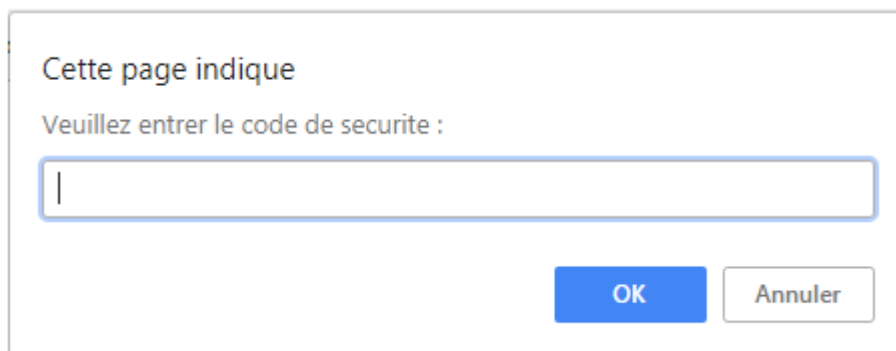 Cette page indique
Veuillez entrer le code de securite :
OK
Annuler